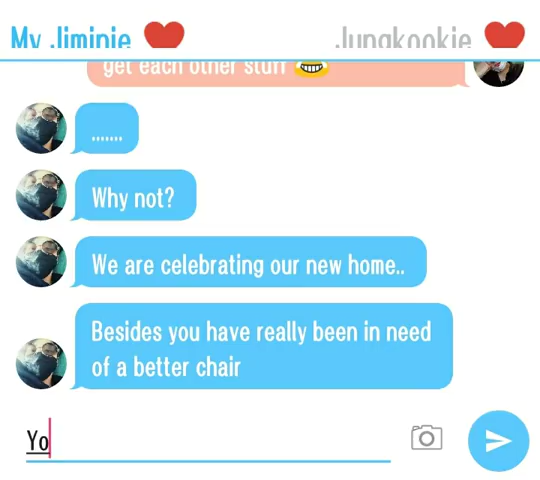 My Jiminie
Jungkookie
get each other stuff
.......
Why not?
We are celebrating our new home..
Besides you have really been in need
of a better chair
Yo